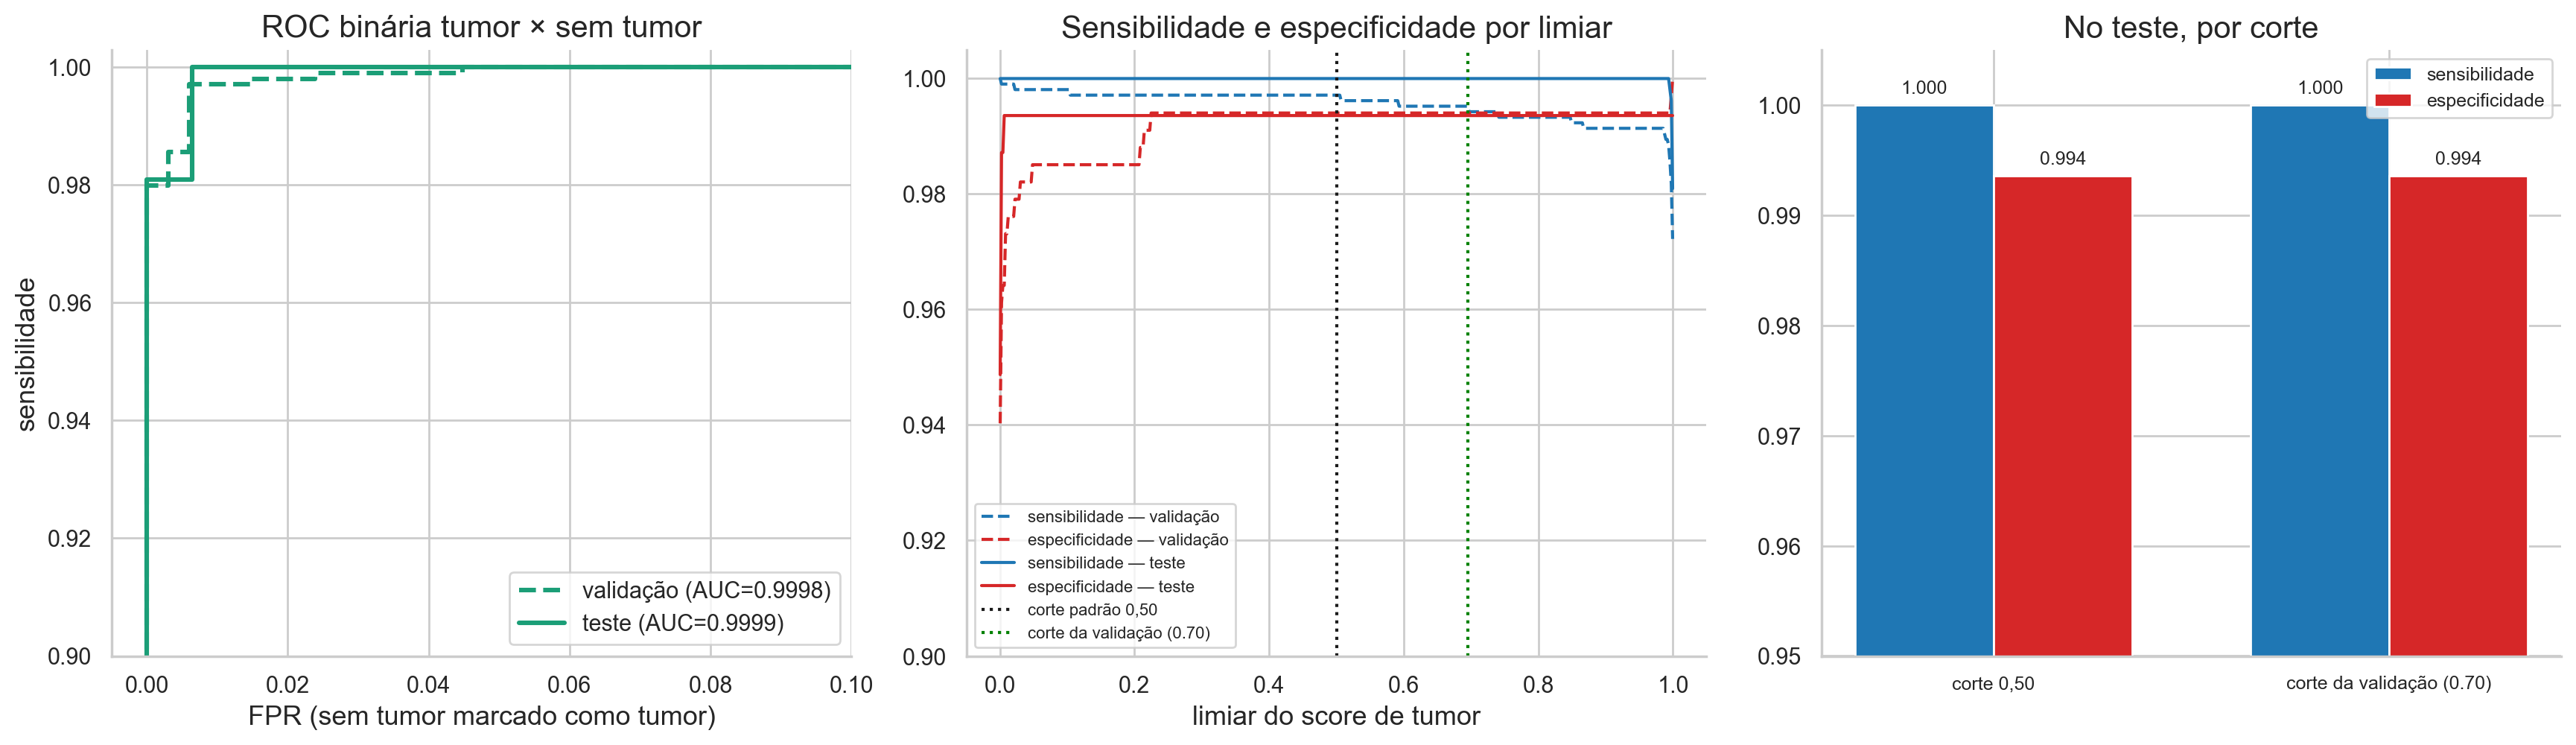 ROC binária tumor × sem tumor
1.00
0.98
0.96
0.94
0.92
0.90
sensibilidade
0.00
0.02
0.04
0.06
0.08
0.10
FPR (sem tumor marcado como tumor)
validação (AUC=0.9998)
teste (AUC=0.9999)
Sensibilidade e especificidade por limiar
1.00
0.98
0.96
0.94
0.92
0.90
sensibilidade — validação
especificidade — validação
sensibilidade — teste
especificidade — teste
corte padrão 0,50
corte da validação (0.70)
0.0
0.2
0.4
0.6
0.8
1.0
limiar do score de tumor
No teste, por corte
sensibilidade
especificidade
1.000
0.994
1.000
0.994
1.00
0.99
0.98
0.97
0.96
0.95
corte 0,50
corte da validação (0.70)